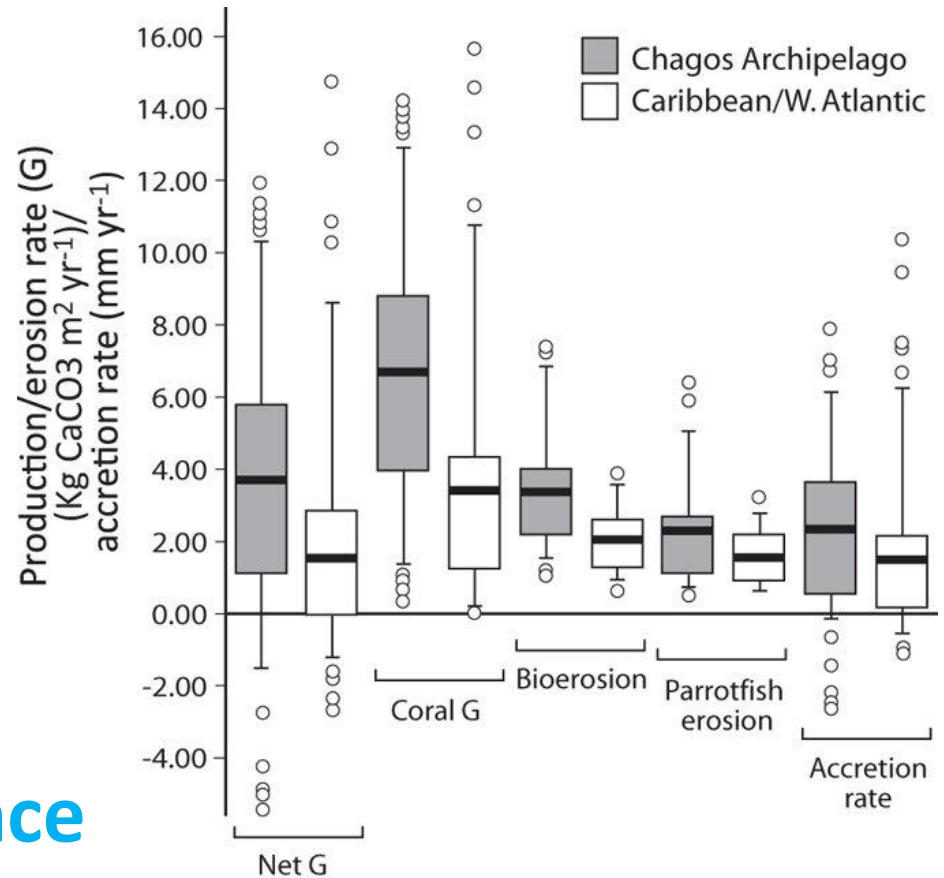 Production/erosion rate (G)
(Kg CaCO3 m² yr⁻¹)/
accretion rate (mm yr⁻¹)
16.00
14.00
12.00
10.00
8.00
6.00
4.00
2.00
0.00
-2.00
-4.00
Chagos Archipelago
Caribbean/W. Atlantic
Net G
Coral G
Bioerosion
Parrotfish
erosion
Accretion
rate